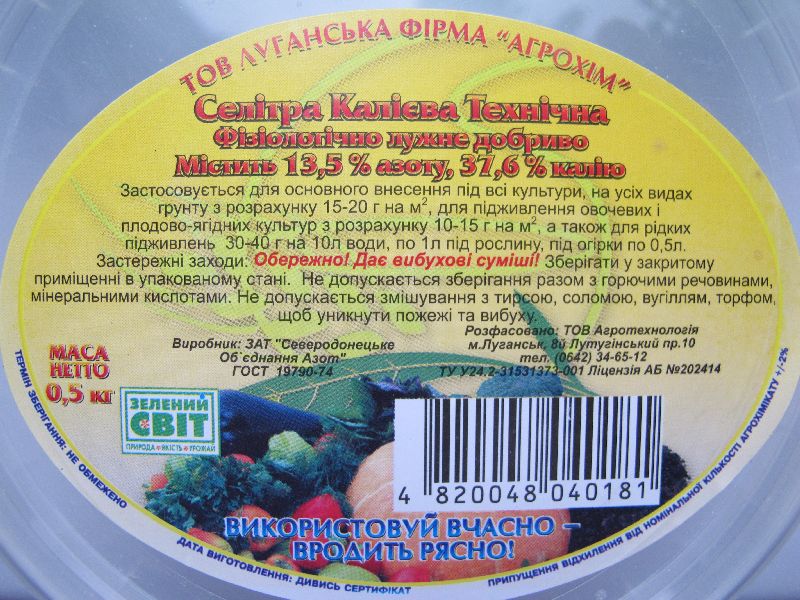 ТОВ ЛУГАНСЬКА ФІРМА "АГРОХІМ"
Селітра Калієва Технічна
Фізіологічно лужне добриво
Містить 13,5 % азоту, 37,6 % калію
Застосовується для основного внесення під всі культури, на усіх видах
грунту з розрахунку 15-20 г на м², для підживлення овочевих і
плодово-ягідних культур з розрахунку 10-15 г на м², а також для рідких
підживлень 30-40 г на 10л води, по 1л під рослину, під огірки по 0,5л.
Застережні заходи: Обережно! Дає вибухові суміші! Зберігати у закритому
приміщенні в упакованому стані. Не допускається зберігання разом з горючими речовинами,
мінеральними кислотами. Не допускається змішування з тирсою, соломою, вугіллям, торфом,
щоб уникнути пожежі та вибуху.
Виробник: ЗАТ "Северодонецьке
Об`єднання Азот"
ГОСТ 19790-74
Розфасовано: ТОВ Агротехнологія
м.Луганськ, 8й Лутугінський пр.10
тел. (0642) 34-65-12
ТУ У24.2-31531373-001 Ліцензія АБ №202414
МАСА
НЕТТО
0,5 кг
ЗЕЛЕНИЙ
СВІТ
ПРИРОДА ЯКІСТЬ УРОЖАЙ
4 820048 040181
ВИКОРИСТОВУЙ ВЧАСНО –
ВРОДИТЬ РЯСНО!
ТЕРМІН ЗБЕРІГАННЯ: НЕ ОБМЕЖЕНО
ДАТА ВИГОТОВЛЕННЯ: ДИВИСЬ СЕРТИФІКАТ
ПРИПУЩЕННЯ ВІДХИЛЕННЯ ВІД НОМІНАЛЬНОЇ КІЛЬКОСТІ АГРОХІМІКАТУ +/-2%